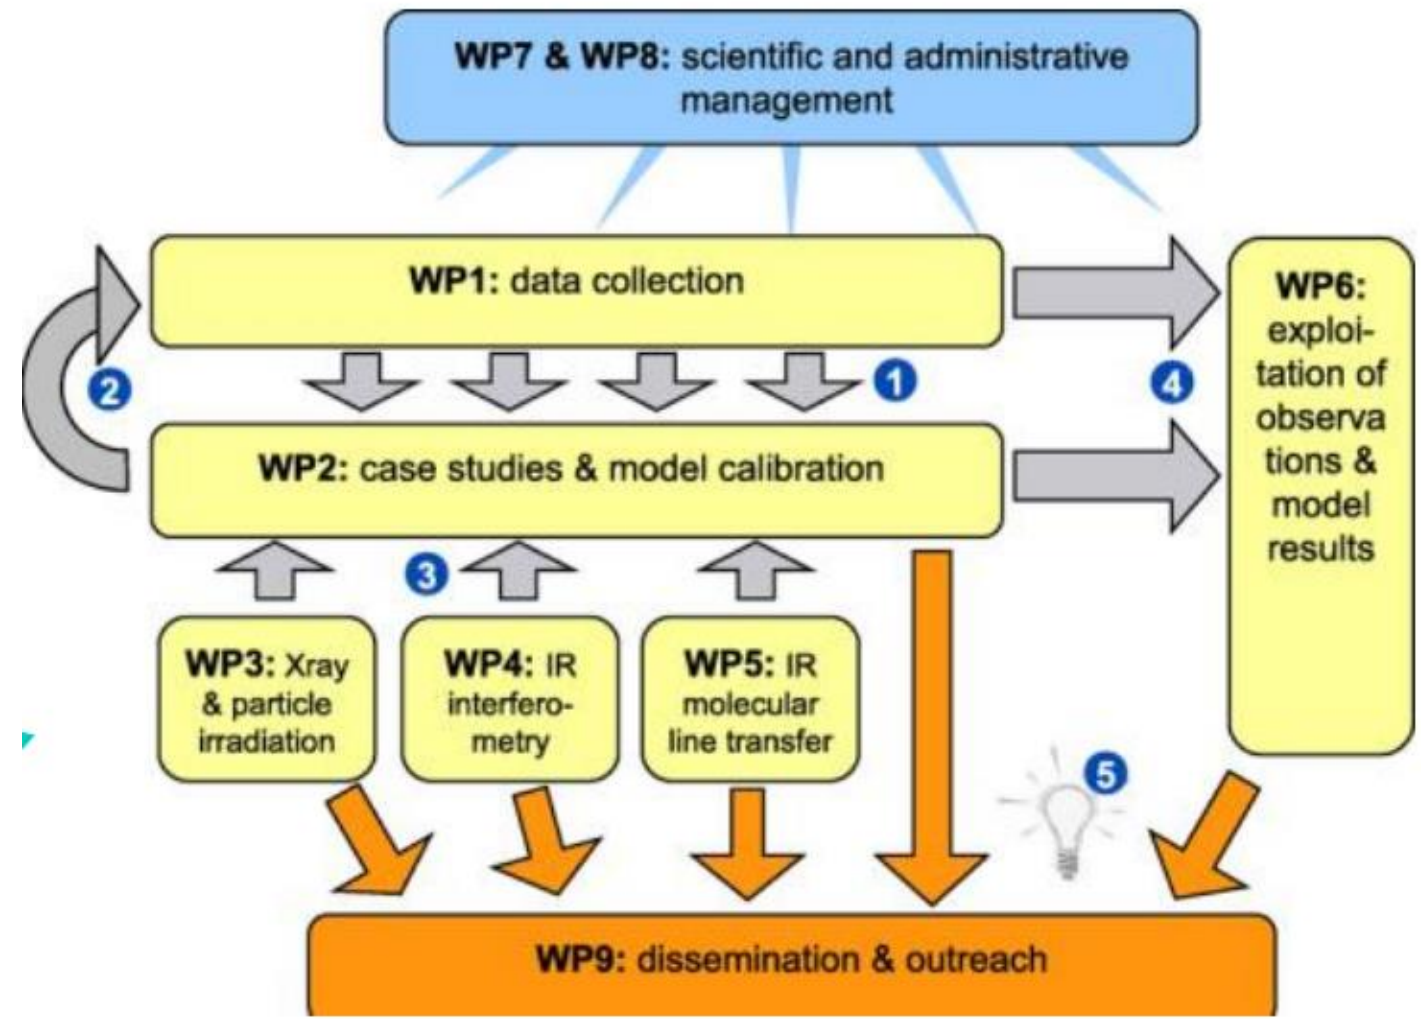 WP7 & WP8: scientific and administrative
management
WP1: data collection
WP6:
exploi-
tation of
observa
tions &
model
results
2
1
4
WP2: case studies & model calibration
3
WP3: Xray
& particle
irradiation
WP4: IR
interfero-
metry
WP5: IR
molecular
line transfer
5
WP9: dissemination & outreach